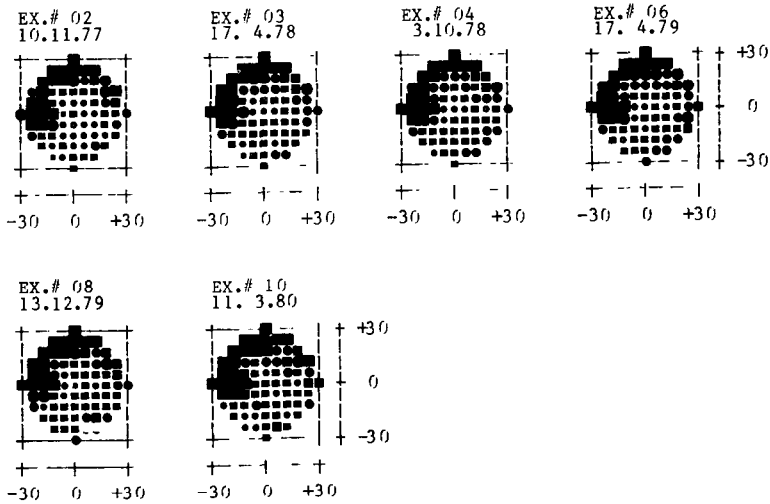 EX.# 02
10.11.77
EX.# 03
17. 4.78
EX.# 04
3.10.78
EX.# 06
17. 4.79
+30
0
-30
-30 0 +30
-30 0 +30
-30 0 +30
-30 0 +30
EX.# 08
13.12.79
EX.# 10
11. 3.80
+30
0
-30
-30 0 +30
-30 0 +30